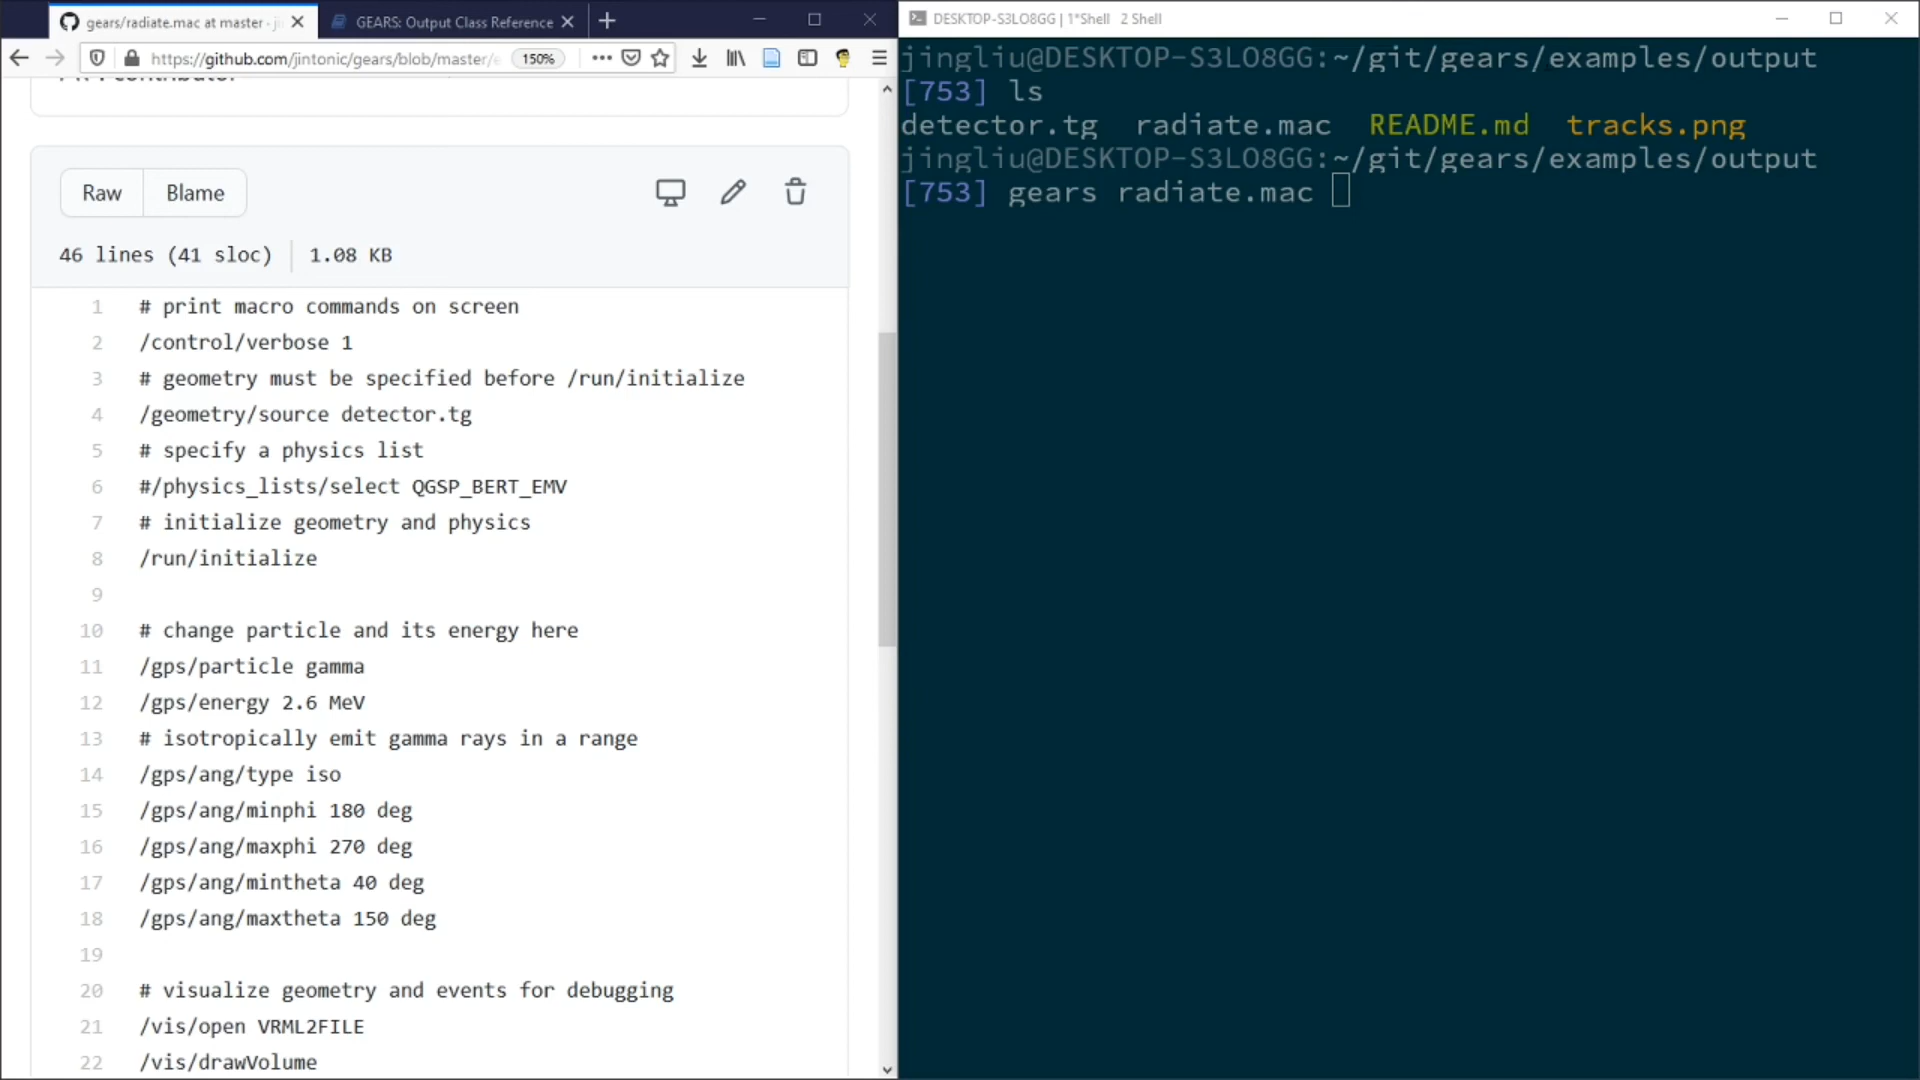 gears/radiate.mac at master · ji
GEARS: Output Class Reference
https://github.com/jintonic/gears/blob/master/e
150%
Raw
Blame
46 lines (41 sloc)
1.08 KB
1 # print macro commands on screen
2 /control/verbose 1
3 # geometry must be specified before /run/initialize
4 /geometry/source detector.tg
5 # specify a physics list
6 #/physics_lists/select QGSP_BERT_EMV
7 # initialize geometry and physics
8 /run/initialize
9
10 # change particle and its energy here
11 /gps/particle gamma
12 /gps/energy 2.6 MeV
13 # isotropically emit gamma rays in a range
14 /gps/ang/type iso
15 /gps/ang/minphi 180 deg
16 /gps/ang/maxphi 270 deg
17 /gps/ang/mintheta 40 deg
18 /gps/ang/maxtheta 150 deg
19
20 # visualize geometry and events for debugging
21 /vis/open VRML2FILE
22 /vis/drawVolume
DESKTOP-S3LO8GG | 1*Shell 2 Shell
jingliu@DESKTOP-S3LO8GG:~/git/gears/examples/output
[753] ls
detector.tg radiate.mac README.md tracks.png
jingliu@DESKTOP-S3LO8GG:~/git/gears/examples/output
[753] gears radiate.mac